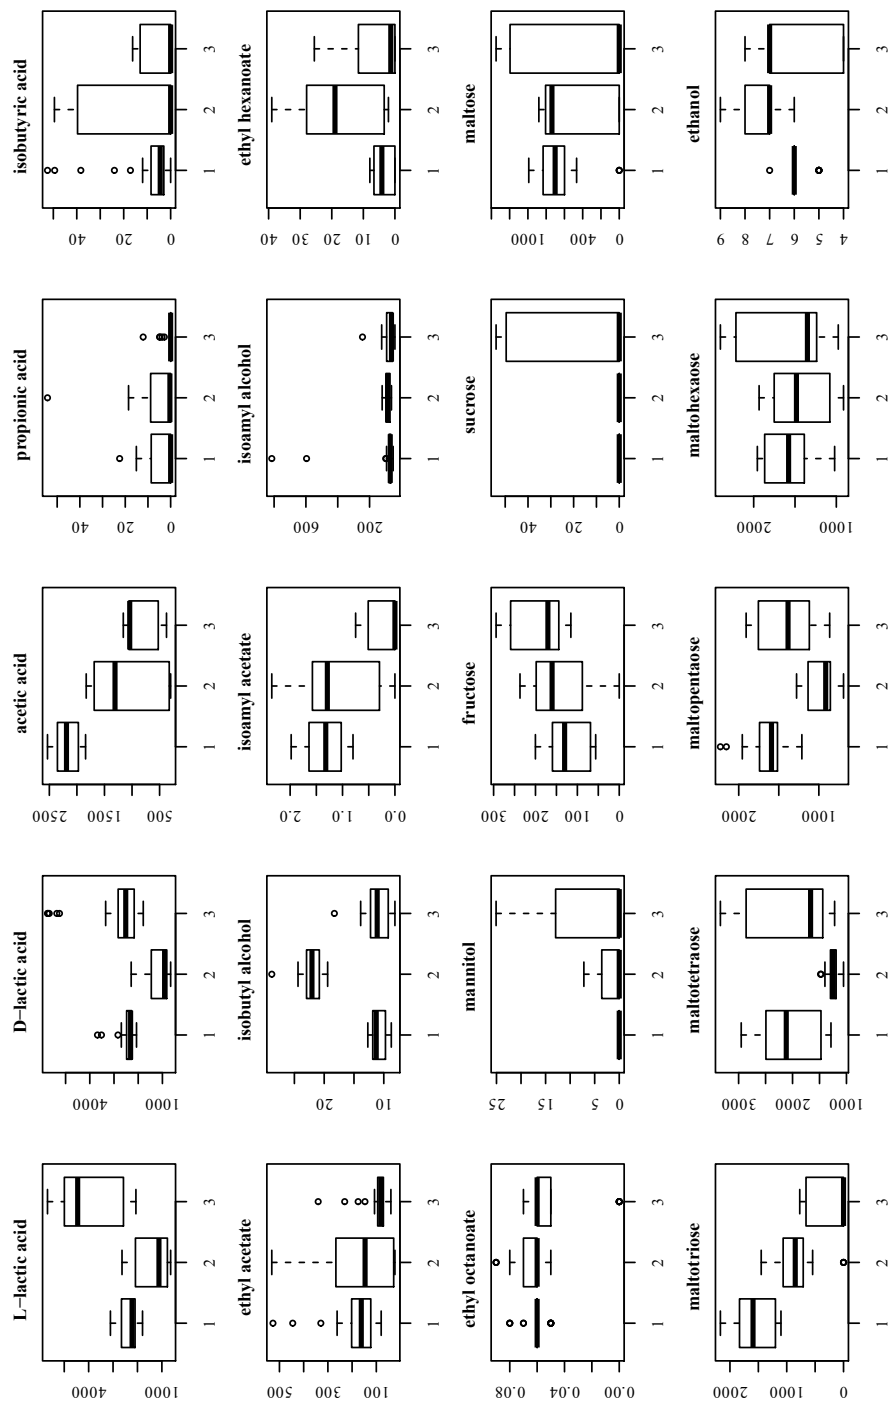 L−lactic acid
1000 4000
1 2 3
D−lactic acid
1000 4000
1 2 3
acetic acid
500 1500 2500
1 2 3
propionic acid
0 20 40
1 2 3
isobutyric acid
0 20 40
1 2 3
ethyl acetate
100 300 500
1 2 3
isobutyl alcohol
10 20
1 2 3
isoamyl acetate
0.0 1.0 2.0
1 2 3
isoamyl alcohol
200 600
1 2 3
ethyl hexanoate
0 10 20 30 40
1 2 3
ethyl octanoate
0.00 0.04 0.08
1 2 3
mannitol
0 5 15 25
1 2 3
fructose
0 100 200 300
1 2 3
sucrose
0 20 40
1 2 3
maltose
0 400 1000
1 2 3
maltotriose
0 1000 2000
1 2 3
maltotetraose
1000 2000 3000
1 2 3
maltopentaose
1000 2000
1 2 3
maltohexaose
1000 2000
1 2 3
ethanol
4 5 6 7 8 9
1 2 3